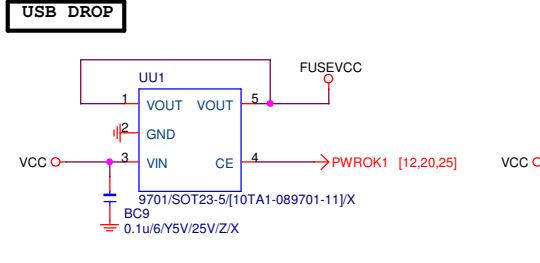 USB DROP
FUSEVCC
UU1
1 VOUT VOUT 5
2 GND
VCC 3 VIN CE 4 PWROK1 [12,20,25] VCC
9701/SOT23-5/[10TA1-089701-11]/X
BC9
0.1u/6/Y5V/25V/Z/X